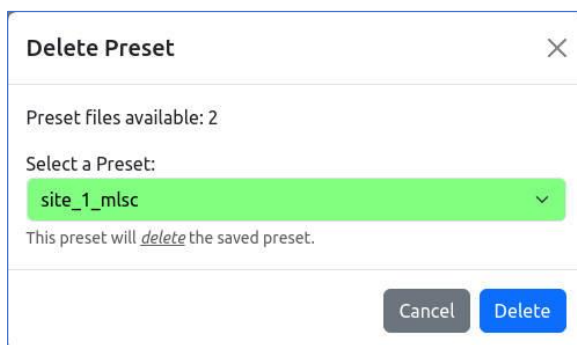 Delete Preset
Preset files available: 2
Select a Preset:
site_1_mlsc
This preset will delete the saved preset.
Cancel Delete